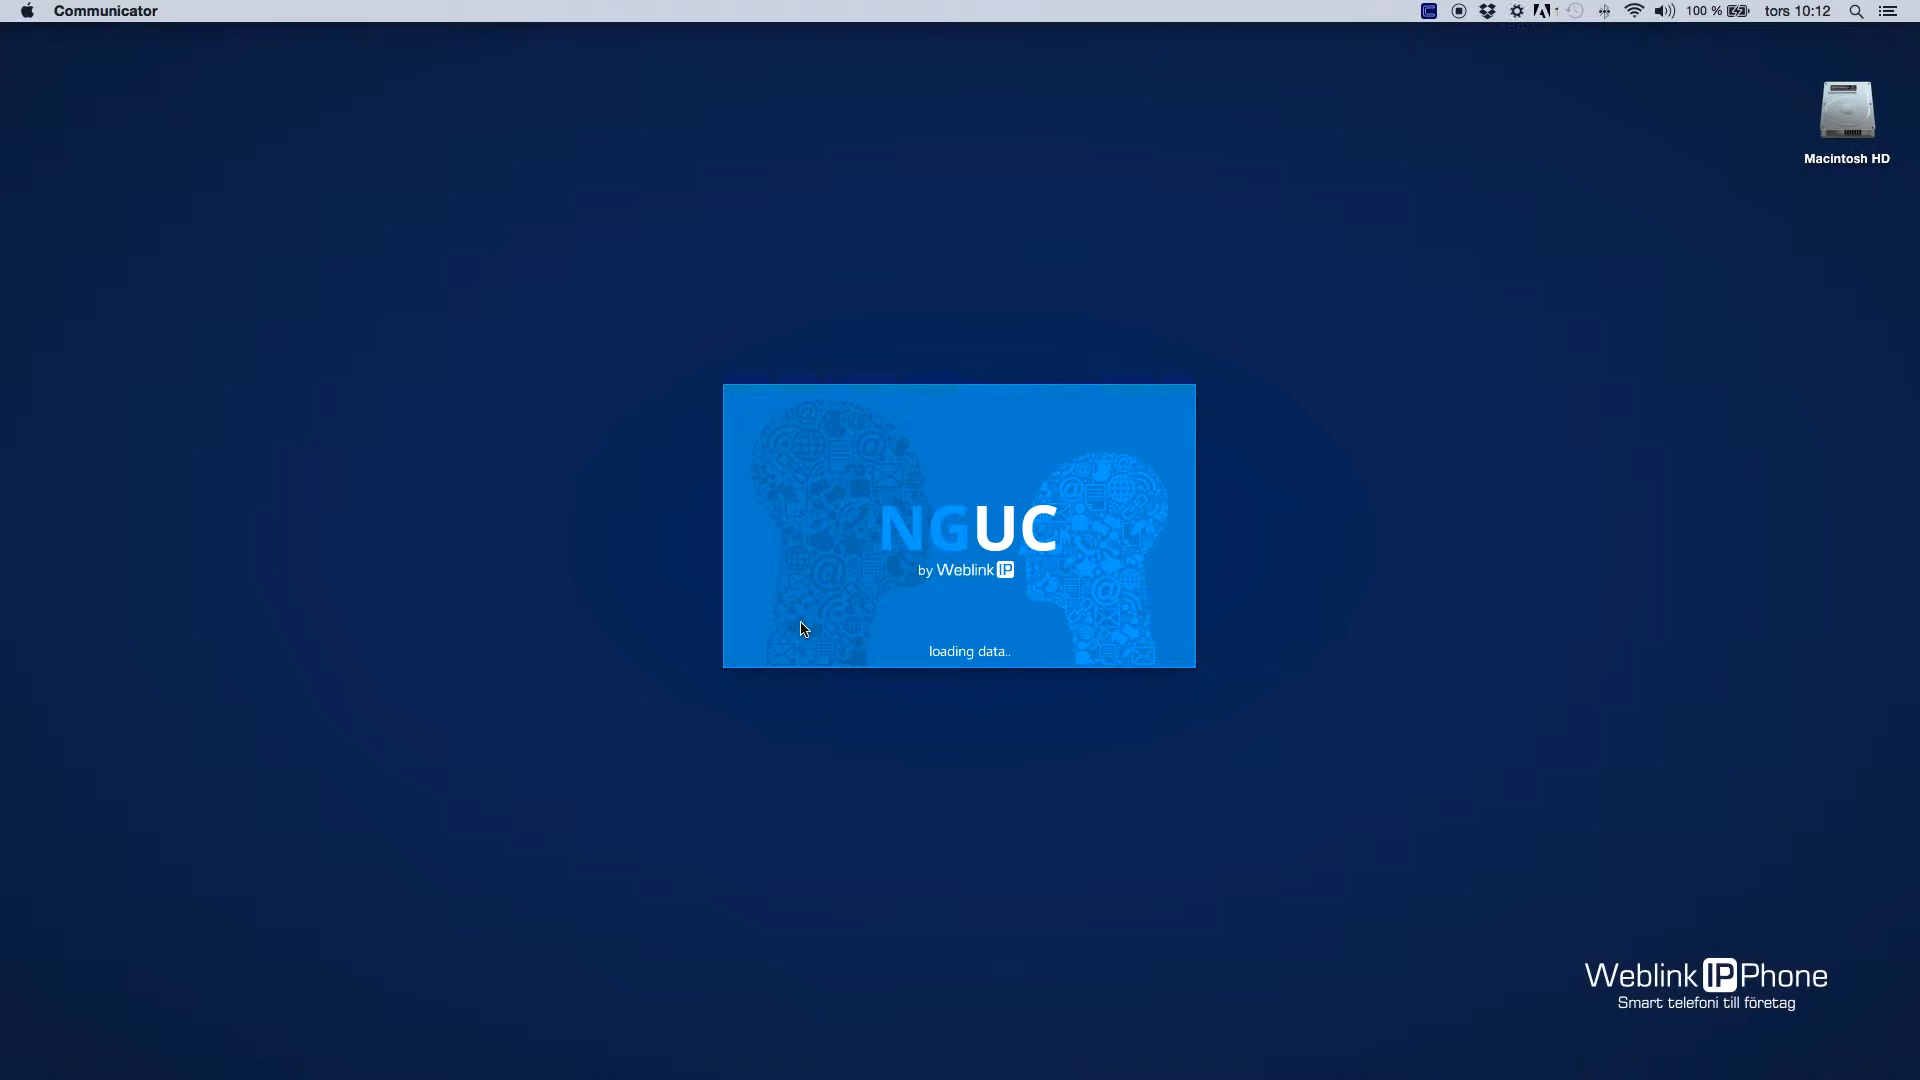 Communicator
100 %
tors 10:12
Macintosh HD
NGUC
by Weblink IP
loading data..
Weblink IP Phone
Smart telefoni till företag